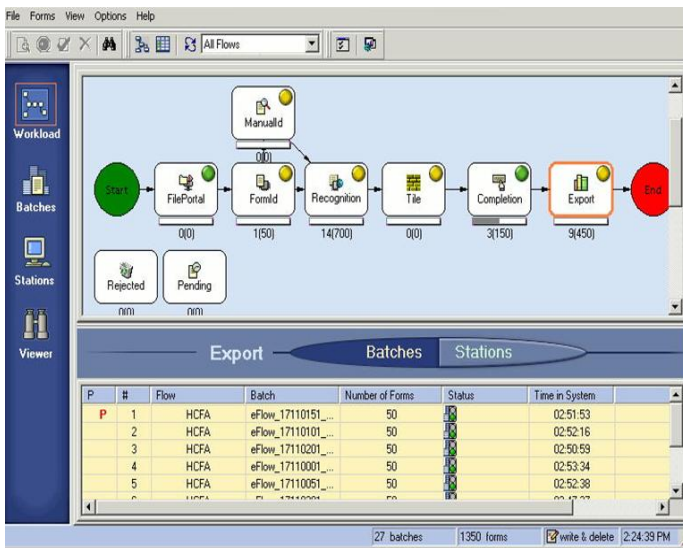 File Forms View Options Help
All Flows
Workload
Batches
Stations
Viewer
ManualId
0(0)
Start
FilePortal
FormId
Recognition
Tile
Completion
Export
End
0(0) 1(50) 14(700) 0(0) 3(150) 9(450)
Rejected
Pending
0(0) 0(0)
Export Batches Stations
P # Flow Batch Number of Forms Status Time in System
P 1 HCFA eFlow_17110151_... 50 02:51:53
2 HCFA eFlow_17110101_... 50 02:52:16
3 HCFA eFlow_17110201_... 50 02:50:59
4 HCFA eFlow_17110001_... 50 02:53:34
5 HCFA eFlow_17110051_... 50 02:52:38
27 batches 1350 forms write & delete 2:24:39 PM